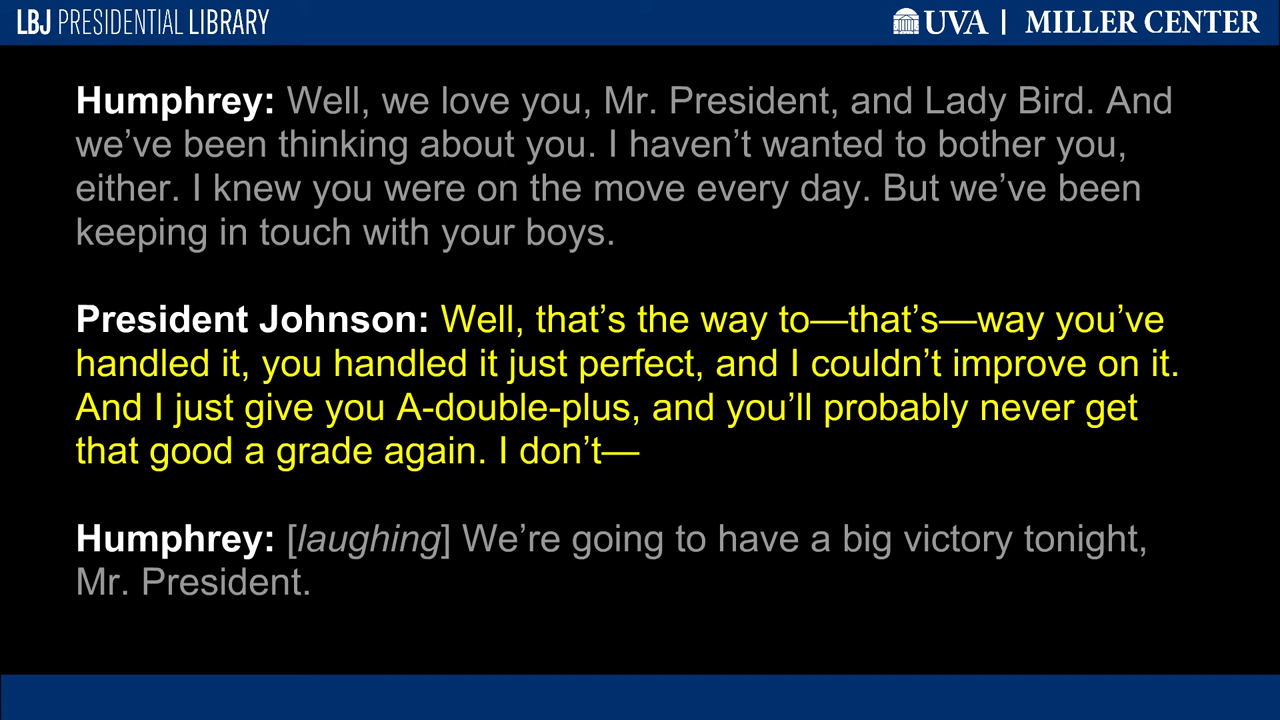 LBJ PRESIDENTIAL LIBRARY
UVA | MILLER CENTER
Humphrey: Well, we love you, Mr. President, and Lady Bird. And
we’ve been thinking about you. I haven’t wanted to bother you,
either. I knew you were on the move every day. But we’ve been
keeping in touch with your boys.
President Johnson: Well, that’s the way to—that’s—way you’ve
handled it, you handled it just perfect, and I couldn’t improve on it.
And I just give you A-double-plus, and you’ll probably never get
that good a grade again. I don’t—
Humphrey: [laughing] We’re going to have a big victory tonight,
Mr. President.